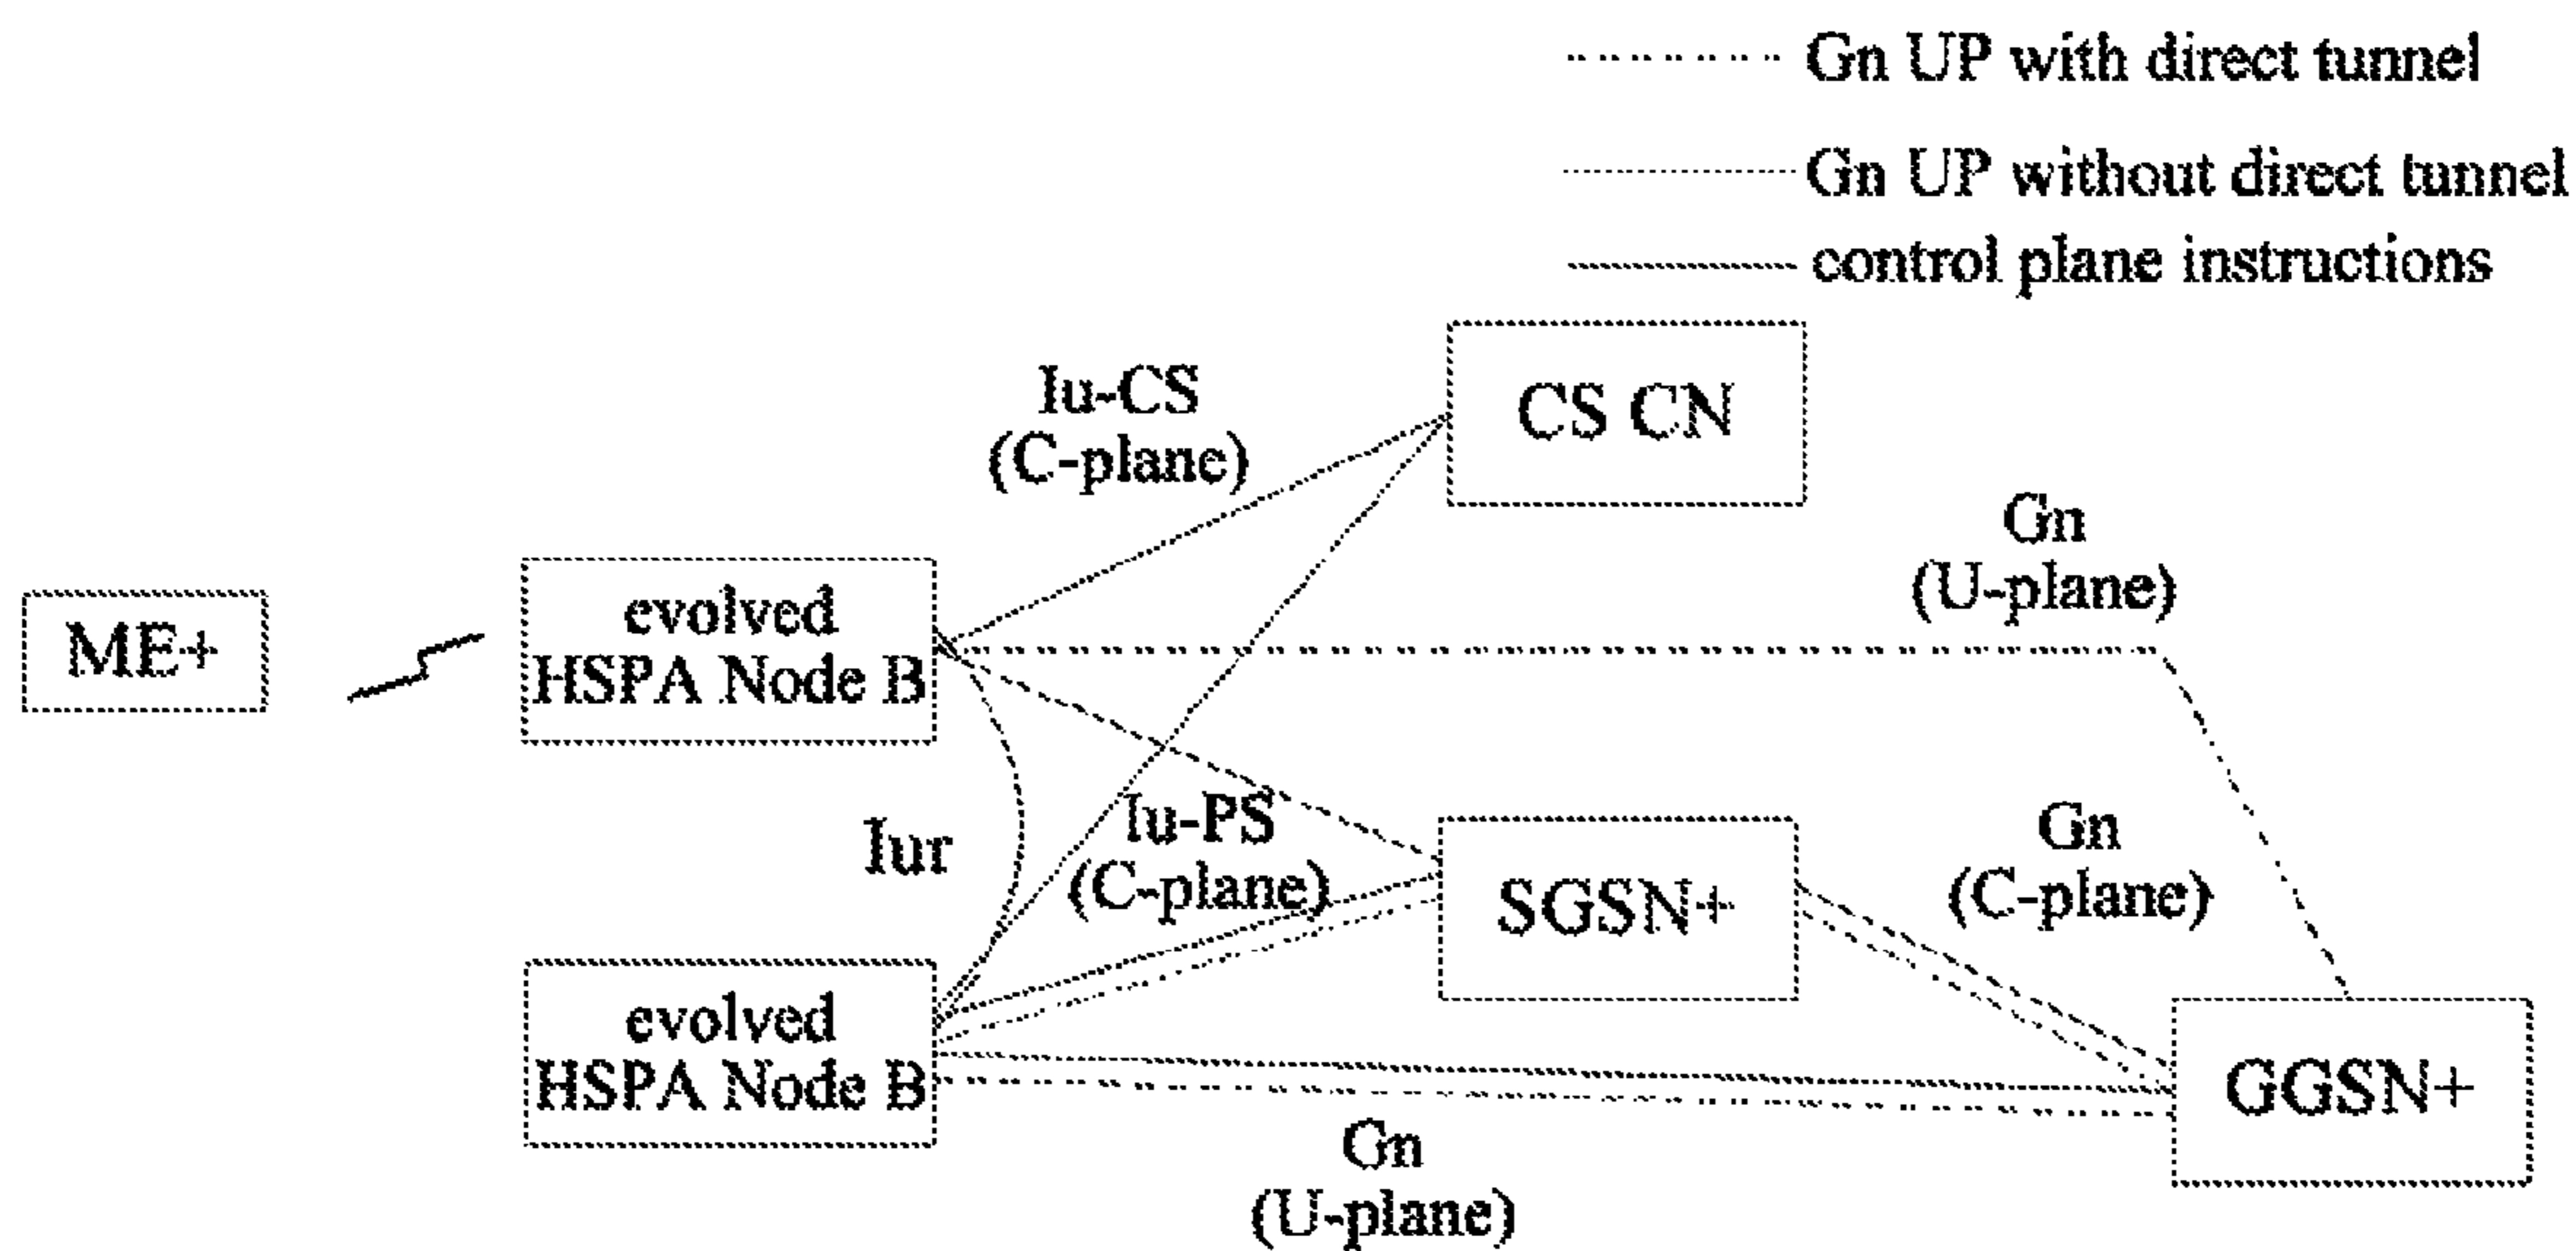 Gn UP with direct tunnel
Gn UP without direct tunnel
control plane instructions
Iu-CS
(C-plane)
CS CN
Gn
(U-plane)
ME+
evolved
HSPA Node B
Iur
Iu-PS
(C-plane)
SGSN+
Gn
(C-plane)
evolved
HSPA Node B
GGSN+
Gn
(U-plane)